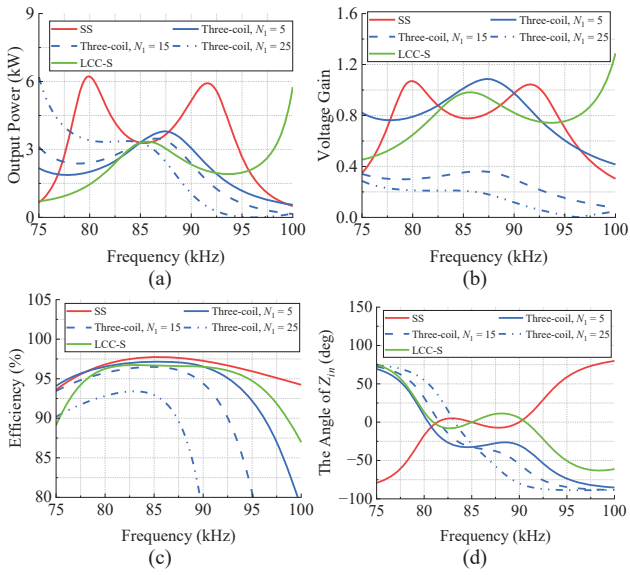 SS
Three-coil, N1 = 5
Three-coil, N1 = 15
Three-coil, N1 = 25
LCC-S
Output Power (kW)
9
6
3
0
75 80 85 90 95 100
Frequency (kHz)
(a)
SS
Three-coil, N1 = 5
Three-coil, N1 = 15
Three-coil, N1 = 25
LCC-S
Voltage Gain
1.6
1.2
0.8
0.4
0.0
75 80 85 90 95 100
Frequency (kHz)
(b)
SS
Three-coil, N1 = 5
Three-coil, N1 = 15
Three-coil, N1 = 25
LCC-S
Efficiency (%)
105
100
95
90
85
80
75 80 85 90 95 100
Frequency (kHz)
(c)
SS
Three-coil, N1 = 5
Three-coil, N1 = 15
Three-coil, N1 = 25
LCC-S
The Angle of Zin (deg)
150
100
50
0
−50
−100
75 80 85 90 95 100
Frequency (kHz)
(d)